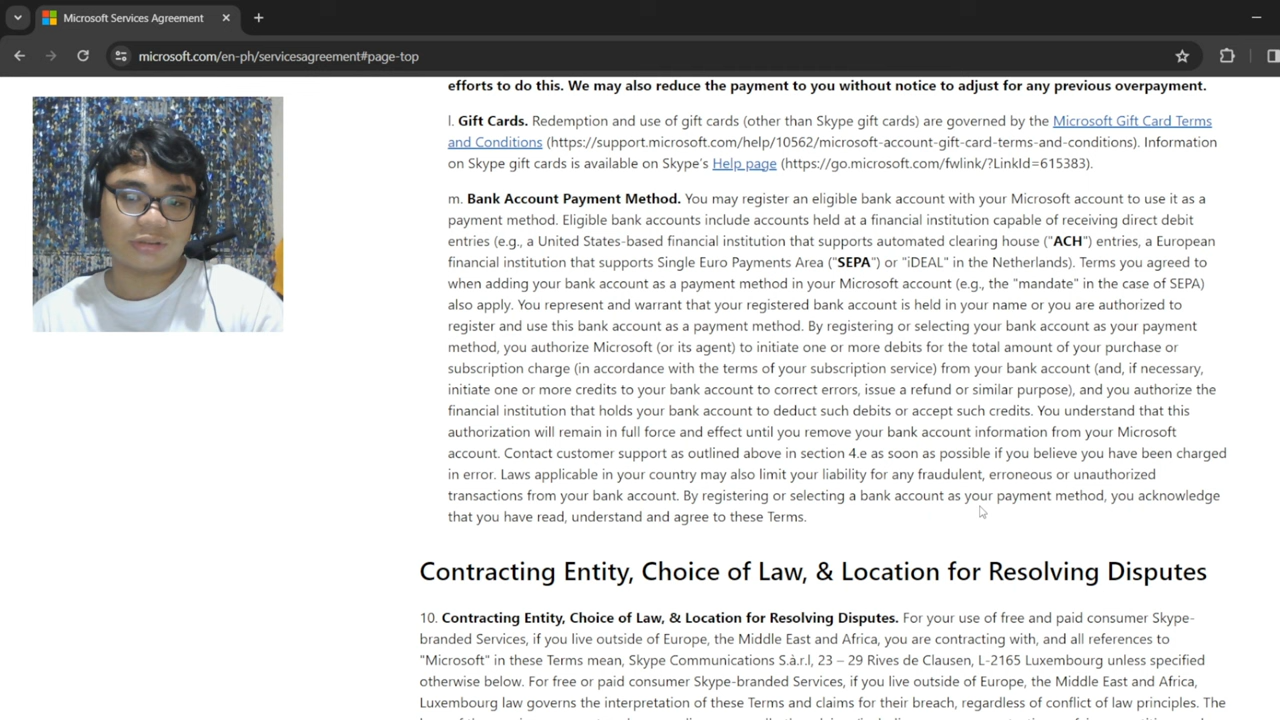 Microsoft Services Agreement
microsoft.com/en-ph/servicesagreement#page-top
efforts to do this. We may also reduce the payment to you without notice to adjust for any previous overpayment.
l. Gift Cards. Redemption and use of gift cards (other than Skype gift cards) are governed by the Microsoft Gift Card Terms
and Conditions (https://support.microsoft.com/help/10562/microsoft-account-gift-card-terms-and-conditions). Information
on Skype gift cards is available on Skype's Help page (https://go.microsoft.com/fwlink/?LinkId=615383).
m. Bank Account Payment Method. You may register an eligible bank account with your Microsoft account to use it as a
payment method. Eligible bank accounts include accounts held at a financial institution capable of receiving direct debit
entries (e.g., a United States-based financial institution that supports automated clearing house ("ACH") entries, a European
financial institution that supports Single Euro Payments Area ("SEPA") or "iDEAL" in the Netherlands). Terms you agreed to
when adding your bank account as a payment method in your Microsoft account (e.g., the "mandate" in the case of SEPA)
also apply. You represent and warrant that your registered bank account is held in your name or you are authorized to
register and use this bank account as a payment method. By registering or selecting your bank account as your payment
method, you authorize Microsoft (or its agent) to initiate one or more debits for the total amount of your purchase or
subscription charge (in accordance with the terms of your subscription service) from your bank account (and, if necessary,
initiate one or more credits to your bank account to correct errors, issue a refund or similar purpose), and you authorize the
financial institution that holds your bank account to deduct such debits or accept such credits. You understand that this
authorization will remain in full force and effect until you remove your bank account information from your Microsoft
account. Contact customer support as outlined above in section 4.e as soon as possible if you believe you have been charged
in error. Laws applicable in your country may also limit your liability for any fraudulent, erroneous or unauthorized
transactions from your bank account. By registering or selecting a bank account as your payment method, you acknowledge
that you have read, understand and agree to these Terms.
Contracting Entity, Choice of Law, & Location for Resolving Disputes
10. Contracting Entity, Choice of Law, & Location for Resolving Disputes. For your use of free and paid consumer Skype-
branded Services, if you live outside of Europe, the Middle East and Africa, you are contracting with, and all references to
"Microsoft" in these Terms mean, Skype Communications S.à.r.l, 23 – 29 Rives de Clausen, L-2165 Luxembourg unless specified
otherwise below. For free or paid consumer Skype-branded Services, if you live outside of Europe, the Middle East and Africa,
Luxembourg law governs the interpretation of these Terms and claims for their breach, regardless of conflict of law principles. The